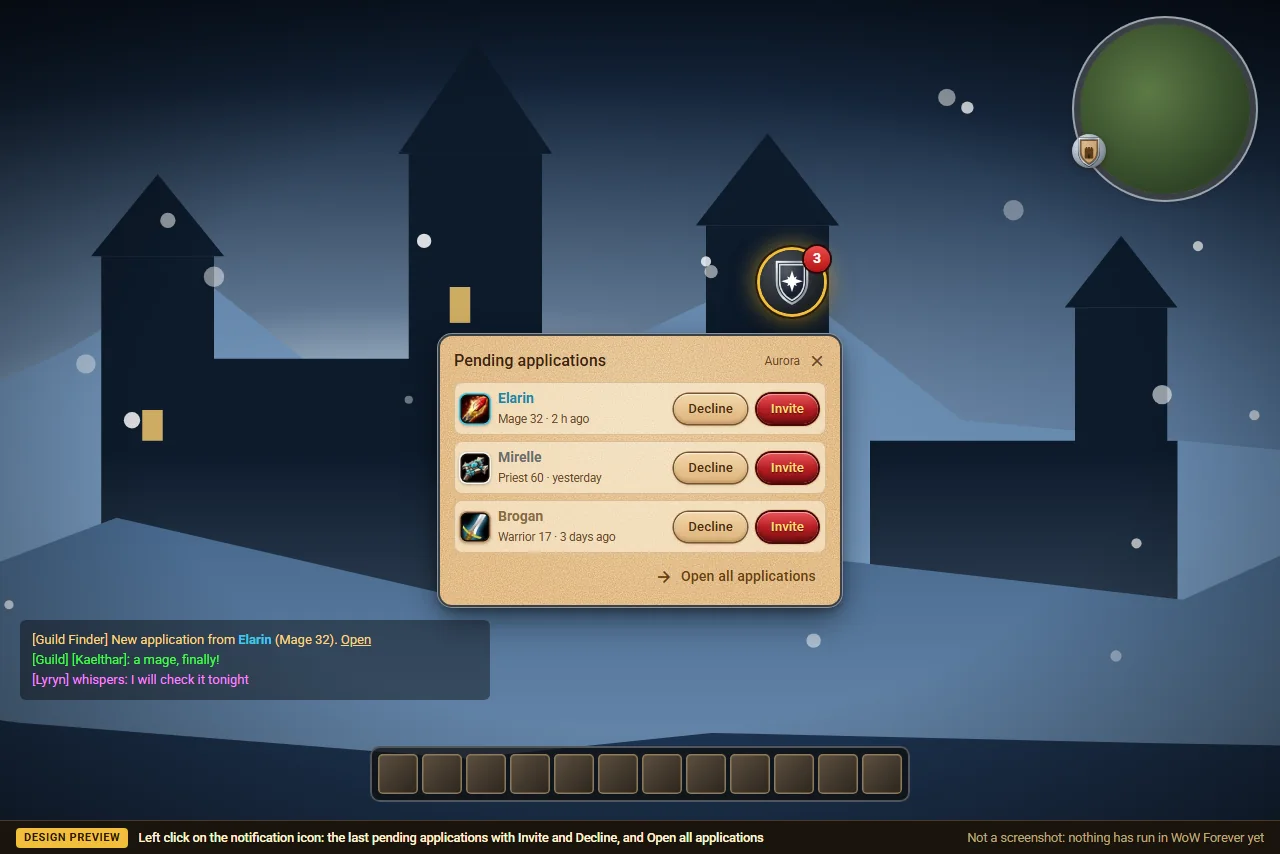 3
Pending applications
Aurora
Elarin
Mage 32 · 2 h ago
Decline
Invite
Mirelle
Priest 60 · yesterday
Decline
Invite
Brogan
Warrior 17 · 3 days ago
Decline
Invite
Open all applications
[Guild Finder] New application from Elarin (Mage 32). Open
[Guild] [Kaelthar]: a mage, finally!
[Lyryn] whispers: I will check it tonight
DESIGN PREVIEW
Left click on the notification icon: the last pending applications with Invite and Decline, and Open all applications
Not a screenshot: nothing has run in WoW Forever yet